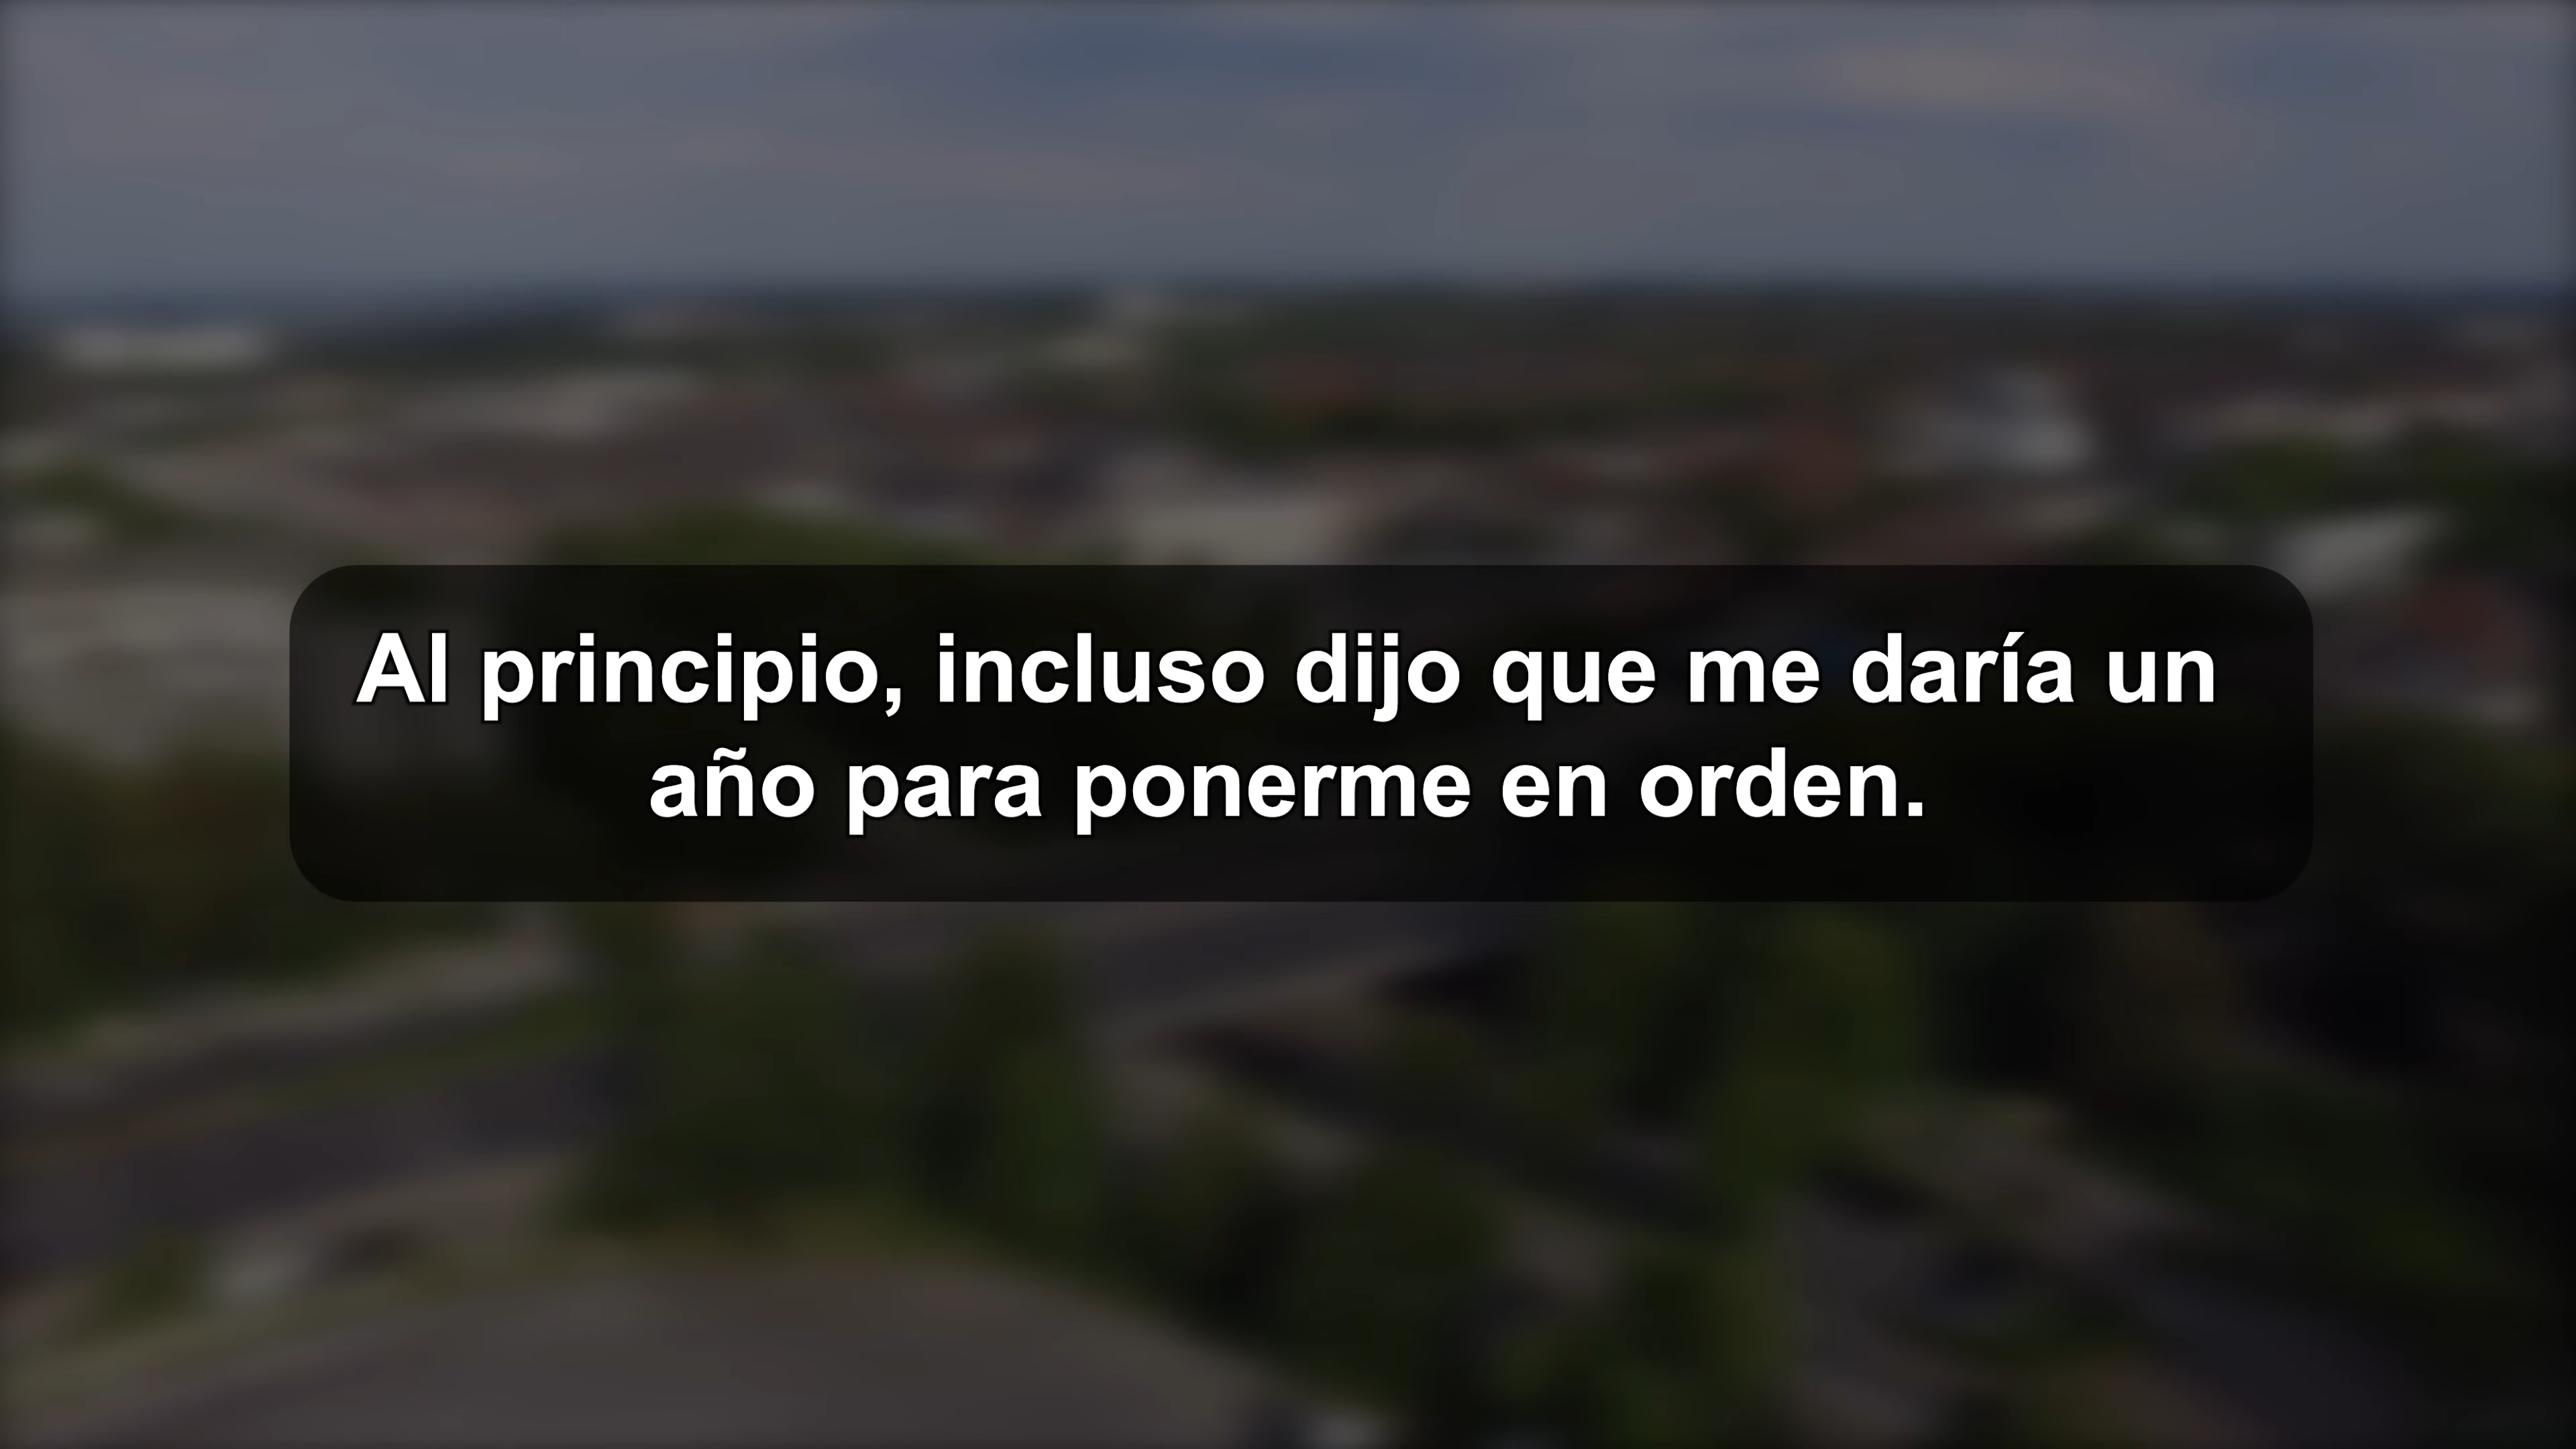 Al principio, incluso dijo que me daría un
año para ponerme en orden.